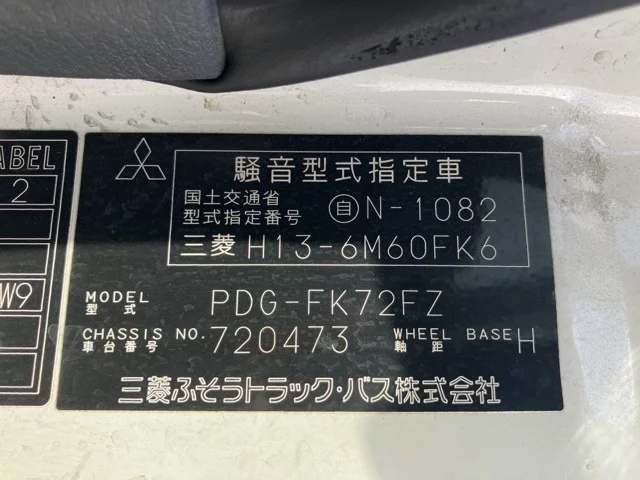 ABEL
2
W9
騒音型式指定車
国土交通省
型式指定番号 自N-1082
三菱 H13-6M60FK6
MODEL
型式 PDG-FK72FZ
CHASSIS NO.
車台番号 720473 WHEEL BASE
軸距 H
三菱ふそうトラック・バス株式会社